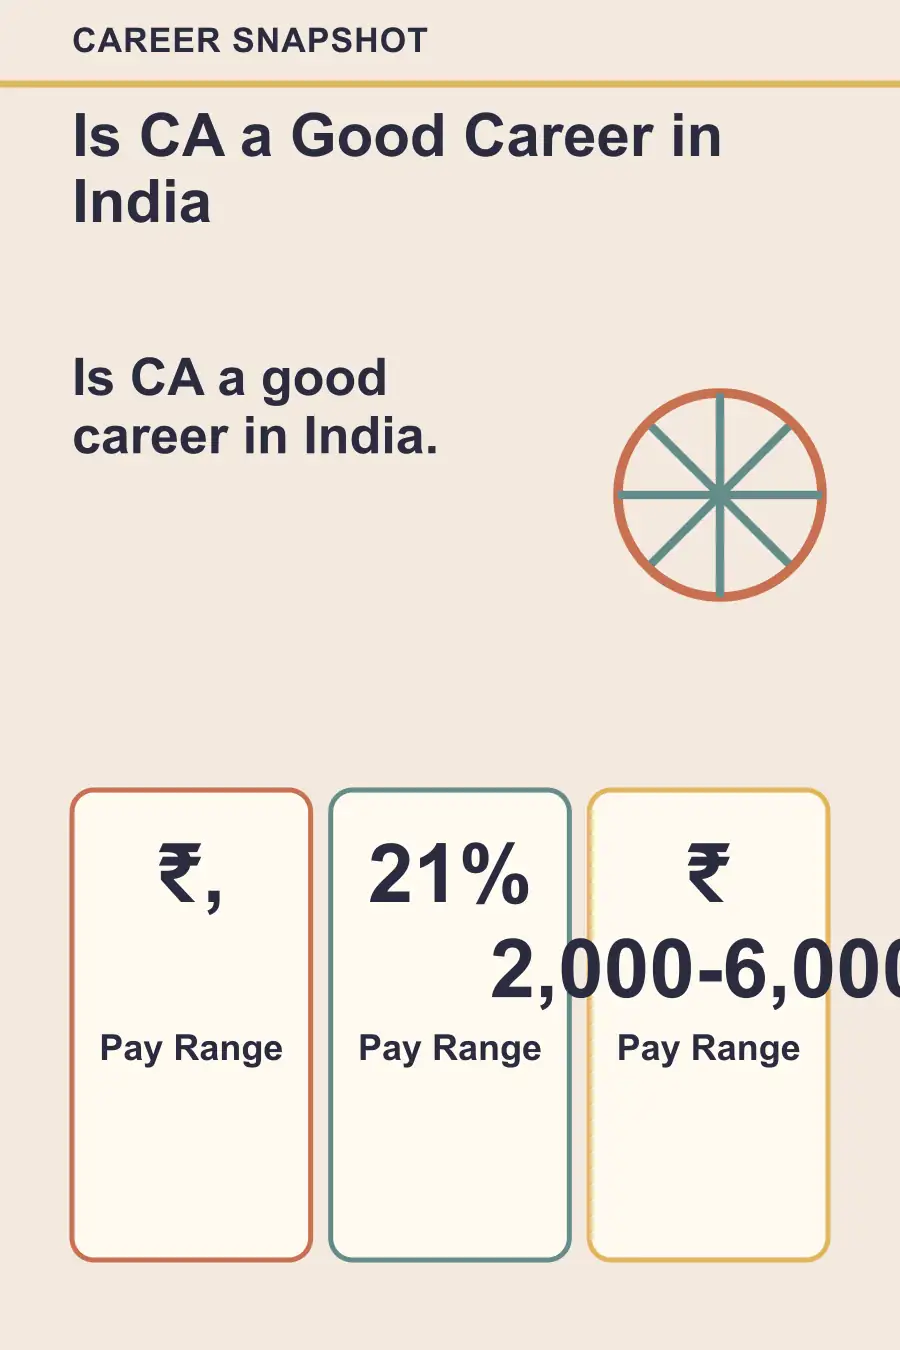 CAREER SNAPSHOT
Is CA a Good Career in
India
Is CA a good
career in India.
₹,
21%
₹
2,000-6,000
Pay Range
Pay Range
Pay Range